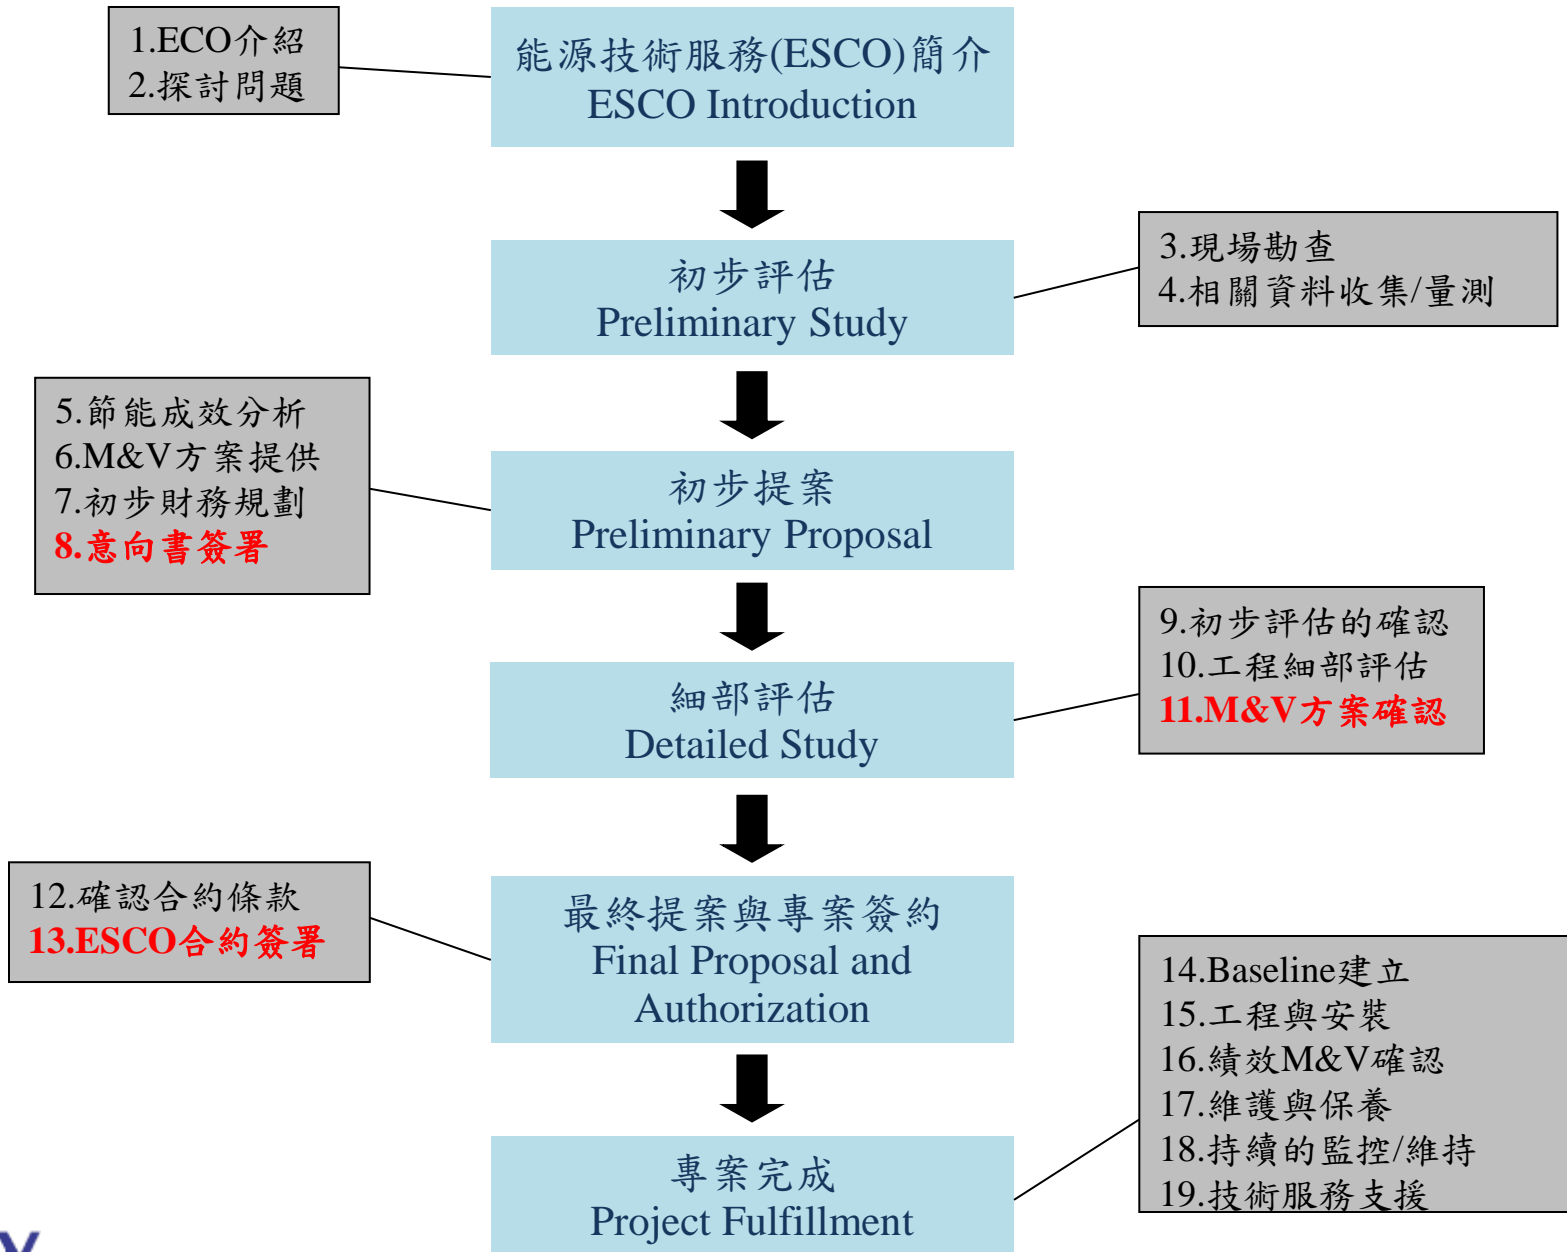 1.ECO介紹
2.探討問題
能源技術服務(ESCO)簡介
ESCO Introduction
初步評估
Preliminary Study
3.現場勘查
4.相關資料收集/量測
5.節能成效分析
6.M&V方案提供
7.初步財務規劃
8.意向書簽署
初步提案
Preliminary Proposal
細部評估
Detailed Study
9.初步評估的確認
10.工程細部評估
11.M&V方案確認
12.確認合約條款
13.ESCO合約簽署
最終提案與專案簽約
Final Proposal and
Authorization
專案完成
Project Fulfillment
14.Baseline建立
15.工程與安裝
16.績效M&V確認
17.維護與保養
18.持續的監控/維持
19.技術服務支援